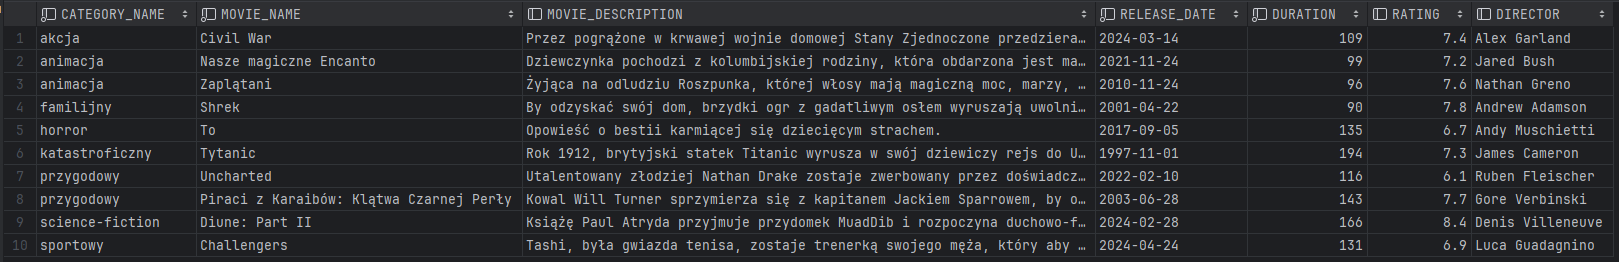 CATEGORY_NAME MOVIE_NAME MOVIE_DESCRIPTION RELEASE_DATE DURATION RATING DIRECTOR
1 akcja Civil War Przez pogrążone w krwawej wojnie domowej Stany Zjednoczone przedziera… 2024-03-14 109 7.4 Alex Garland
2 animacja Nasze magiczne Encanto Dziewczynka pochodzi z kolumbijskiej rodziny, która obdarzona jest ma… 2021-11-24 99 7.2 Jared Bush
3 animacja Zaplątani Żyjąca na odludziu Roszpunka, której włosy mają magiczną moc, marzy, … 2010-11-24 96 7.6 Nathan Greno
4 familijny Shrek By odzyskać swój dom, brzydki ogr z gadatliwym osłem wyruszają uwolni… 2001-04-22 90 7.8 Andrew Adamson
5 horror To Opowieść o bestii karmiącej się dziecięcym strachem. 2017-09-05 135 6.7 Andy Muschietti
6 katastroficzny Tytanic Rok 1912, brytyjski statek Titanic wyrusza w swój dziewiczy rejs do U… 1997-11-01 194 7.3 James Cameron
7 przygodowy Uncharted Utalentowany złodziej Nathan Drake zostaje zwerbowany przez doświadcz… 2022-02-10 116 6.1 Ruben Fleischer
8 przygodowy Piraci z Karaibów: Klątwa Czarnej Perły Kowal Will Turner sprzymierza się z kapitanem Jackiem Sparrowem, by o… 2003-06-28 143 7.7 Gore Verbinski
9 science-fiction Diune: Part II Książę Paul Atryda przyjmuje przydomek MuadDib i rozpoczyna duchowo-f… 2024-02-28 166 8.4 Denis Villeneuve
10 sportowy Challengers Tashi, była gwiazda tenisa, zostaje trenerką swojego męża, który aby … 2024-04-24 131 6.9 Luca Guadagnino